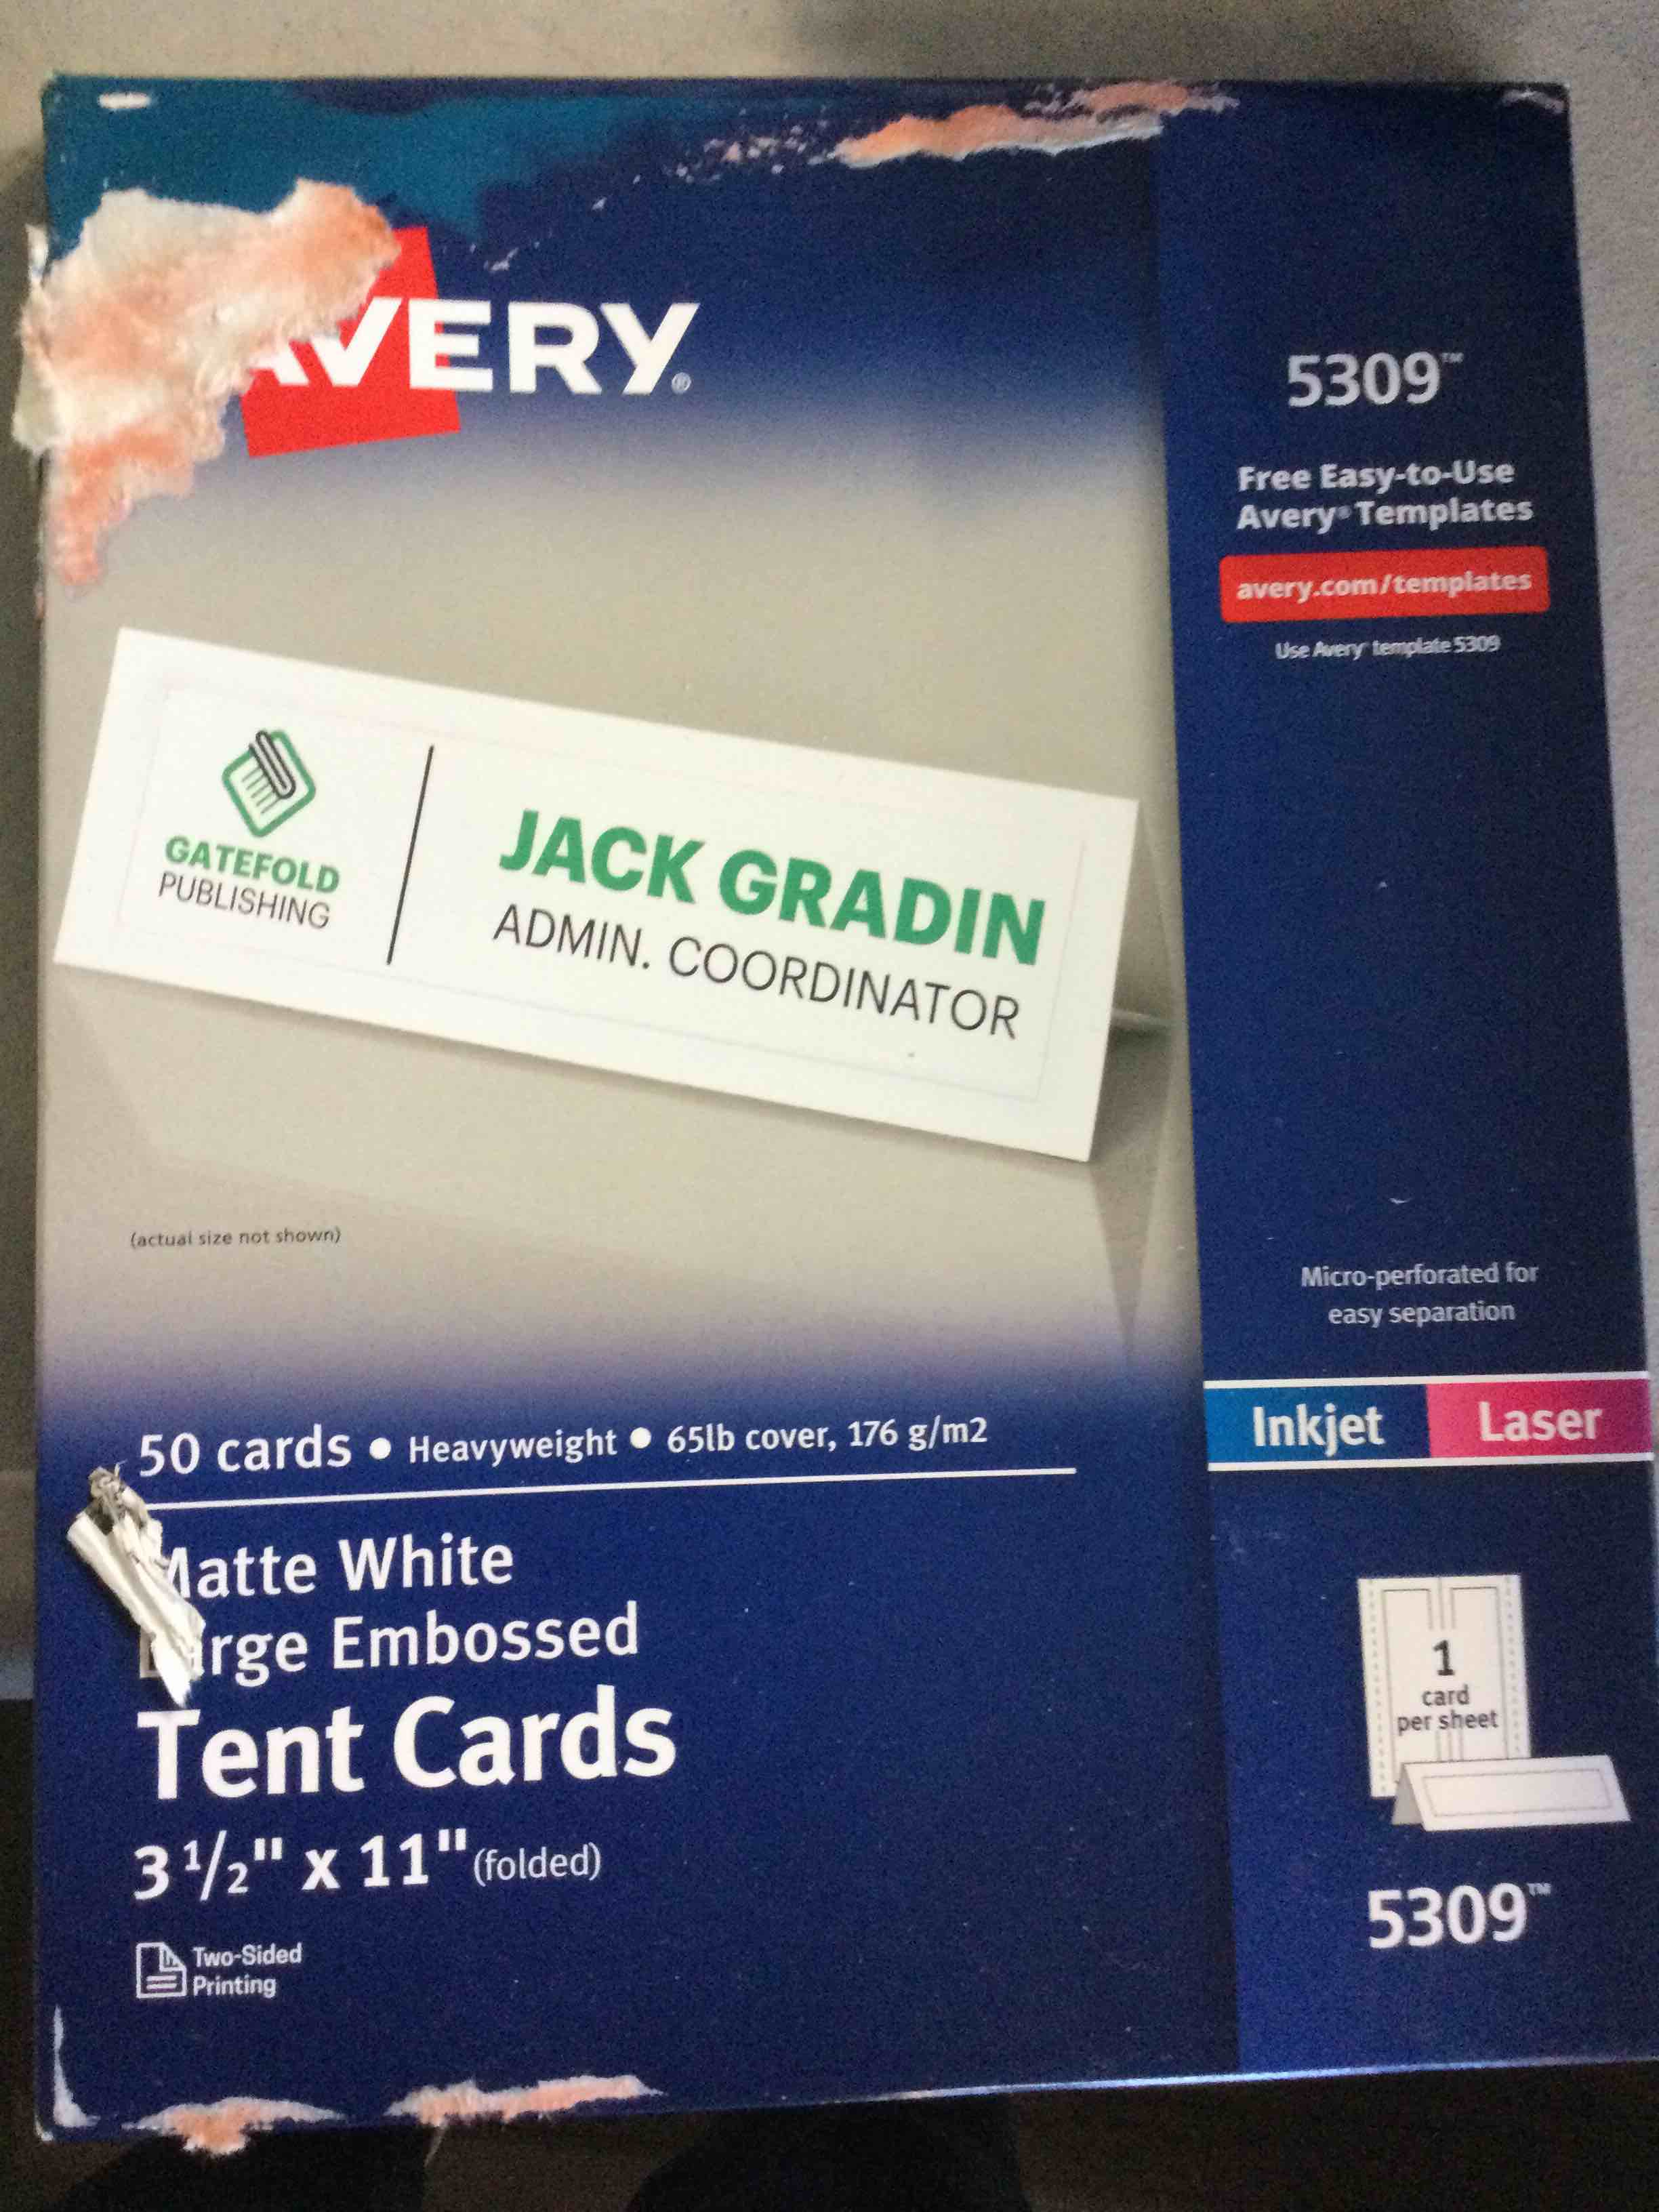 AVERY®
5309™
Free Easy-to-Use
Avery® Templates
avery.com/templates
Use Avery® template 5309
GATEFOLD
PUBLISHING
JACK GRADIN
ADMIN. COORDINATOR
(actual size not shown)
Micro-perforated for
easy separation
Inkjet Laser
50 cards • Heavyweight • 65lb cover, 176 g/m2
Matte White
Large Embossed
Tent Cards
3 1/2" x 11" (folded)
Two-Sided
Printing
1
card
per sheet
5309™